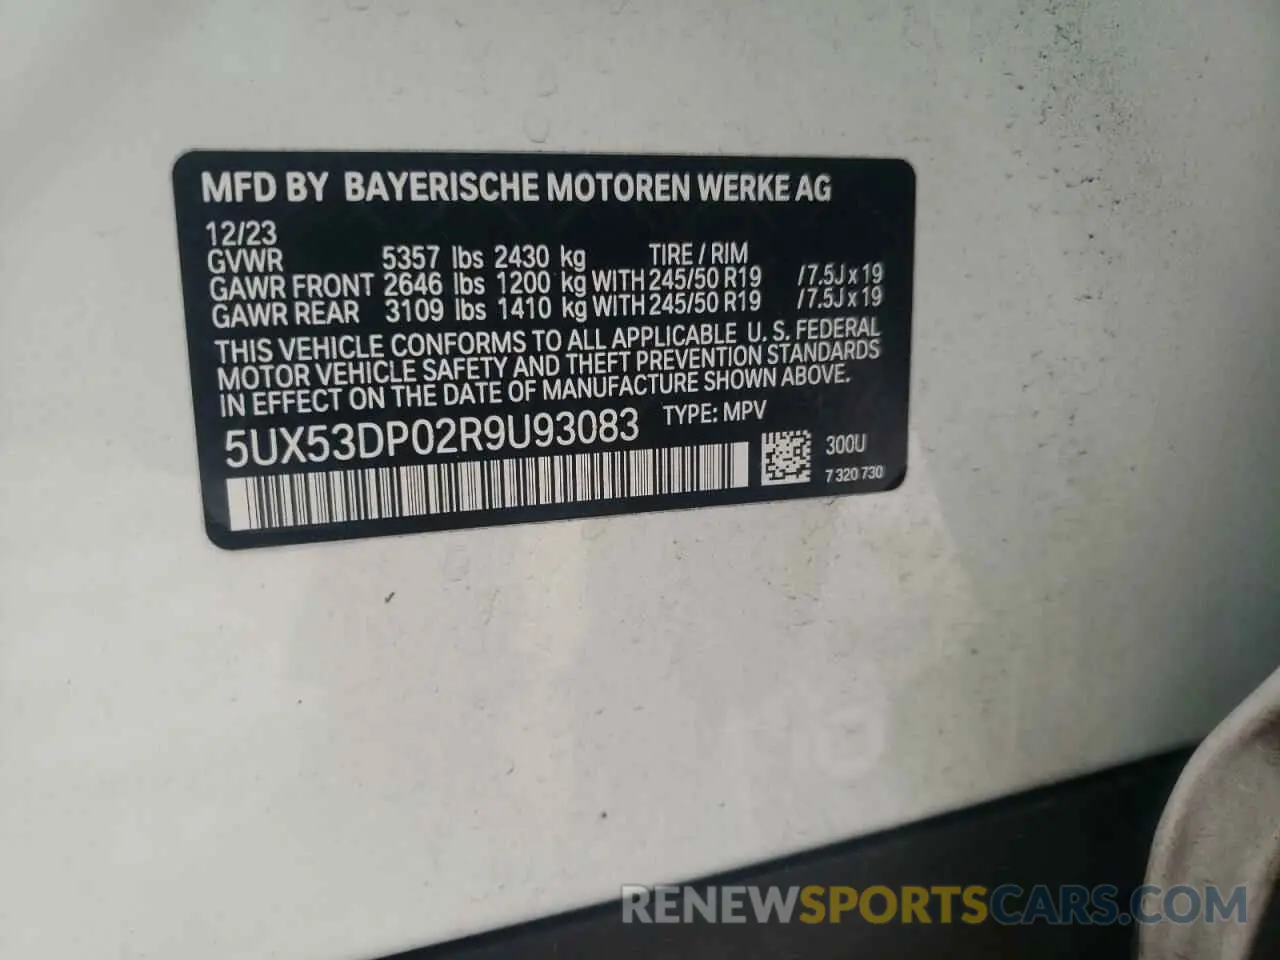 MFD BY BAYERISCHE MOTOREN WERKE AG
12/23
GVWR 5357 lbs 2430 kg TIRE / RIM
GAWR FRONT 2646 lbs 1200 kg WITH 245/50 R19 /7.5J x 19
GAWR REAR 3109 lbs 1410 kg WITH 245/50 R19 /7.5J x 19
THIS VEHICLE CONFORMS TO ALL APPLICABLE U. S. FEDERAL
MOTOR VEHICLE SAFETY AND THEFT PREVENTION STANDARDS
IN EFFECT ON THE DATE OF MANUFACTURE SHOWN ABOVE.
5UX53DP02R9U93083 TYPE: MPV
300U
7 320 730
RENEWSPORTSCARS.COM